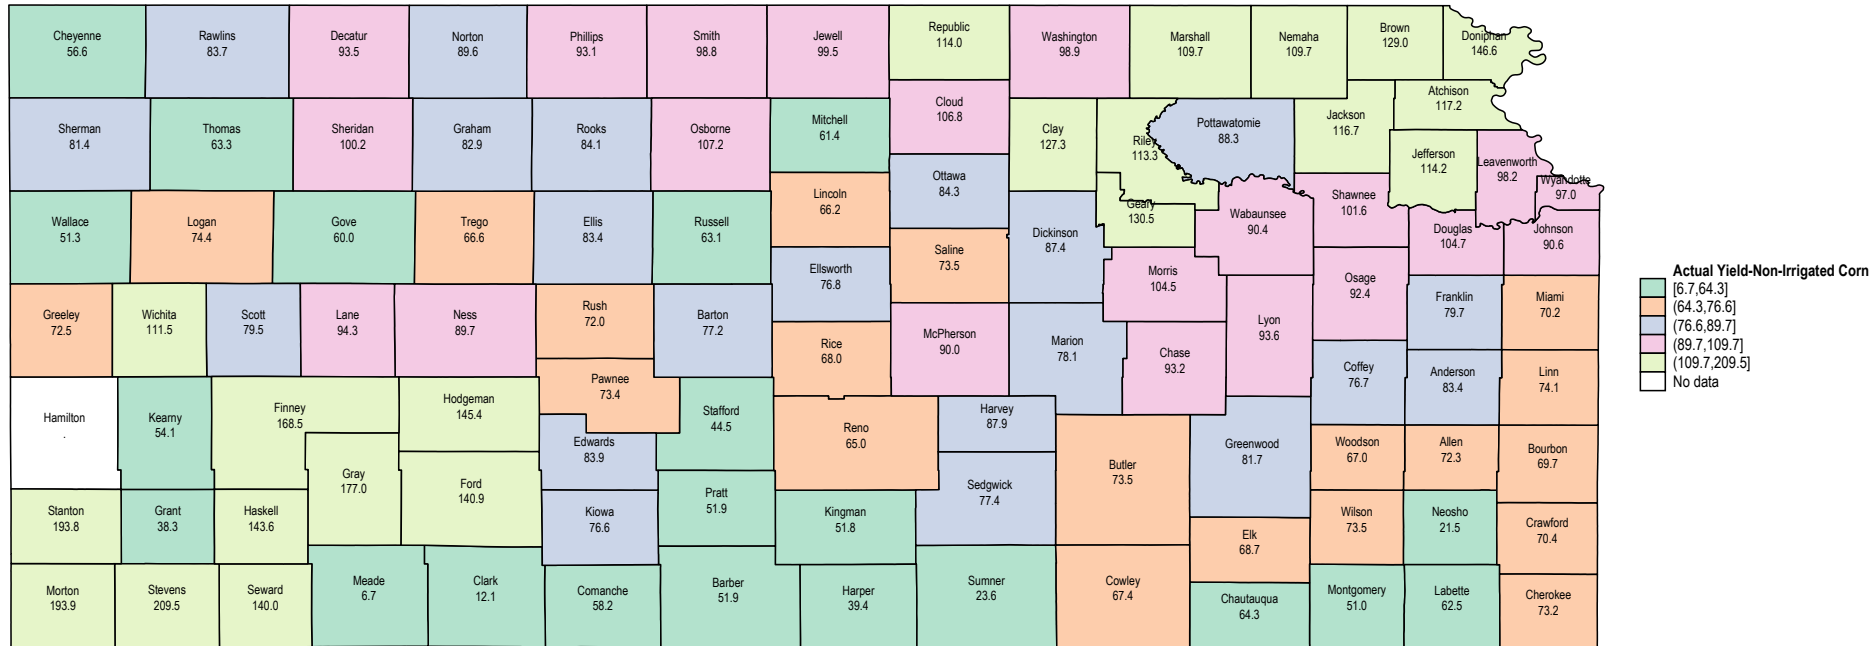 Cheyenne
56.6
Rawlins
83.7
Decatur
93.5
Norton
89.6
Phillips
93.1
Smith
98.8
Jewell
99.5
Republic
114.0
Washington
98.9
Marshall
109.7
Nemaha
109.7
Brown
129.0
Doniphan
146.6
Sherman
81.4
Thomas
63.3
Sheridan
100.2
Graham
82.9
Rooks
84.1
Osborne
107.2
Mitchell
61.4
Cloud
106.8
Clay
127.3
Riley
113.3
Pottawatomie
88.3
Jackson
116.7
Atchison
117.2
Jefferson
114.2
Leavenworth
98.2
Wyandotte
97.0
Wallace
51.3
Logan
74.4
Gove
60.0
Trego
66.6
Ellis
83.4
Russell
63.1
Lincoln
66.2
Ottawa
84.3
Saline
73.5
Dickinson
87.4
Geary
130.5
Wabaunsee
90.4
Shawnee
101.6
Douglas
104.7
Johnson
90.6
Ellsworth
76.8
Morris
104.5
Osage
92.4
Franklin
79.7
Miami
70.2
Greeley
72.5
Wichita
111.5
Scott
79.5
Lane
94.3
Ness
89.7
Rush
72.0
Barton
77.2
Rice
68.0
McPherson
90.0
Marion
78.1
Chase
93.2
Lyon
93.6
Coffey
76.7
Anderson
83.4
Linn
74.1
Hamilton
.
Kearny
54.1
Finney
168.5
Hodgeman
145.4
Pawnee
73.4
Stafford
44.5
Edwards
83.9
Reno
65.0
Harvey
87.9
Butler
73.5
Greenwood
81.7
Woodson
67.0
Allen
72.3
Bourbon
69.7
Gray
177.0
Ford
140.9
Pratt
51.9
Sedgwick
77.4
Stanton
193.8
Grant
38.3
Haskell
143.6
Kiowa
76.6
Kingman
51.8
Elk
68.7
Wilson
73.5
Neosho
21.5
Crawford
70.4
Morton
193.9
Stevens
209.5
Seward
140.0
Meade
6.7
Clark
12.1
Comanche
58.2
Barber
51.9
Harper
39.4
Sumner
23.6
Cowley
67.4
Chautauqua
64.3
Montgomery
51.0
Labette
62.5
Cherokee
73.2
Actual Yield-Non-Irrigated Corn
[6.7,64.3]
(64.3,76.6]
(76.6,89.7]
(89.7,109.7]
(109.7,209.5]
No data